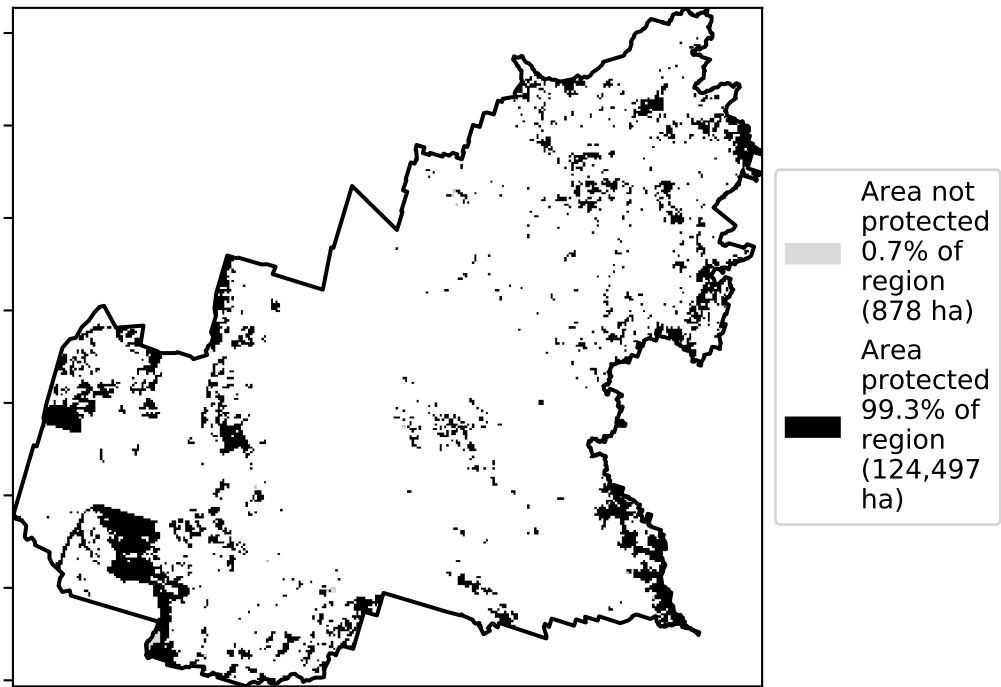 Area not
protected
0.7% of
region
(878 ha)
Area
protected
99.3% of
region
(124,497
ha)